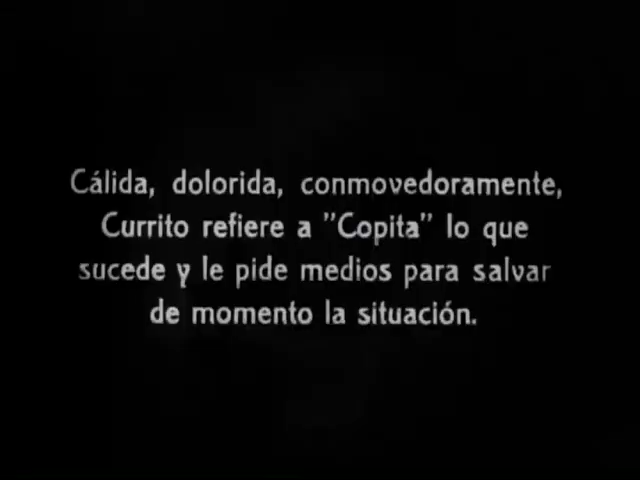 Cálida, dolorida, conmovedoramente,
Currito refiere a "Copita" lo que
sucede y le pide medios para salvar
de momento la situación.